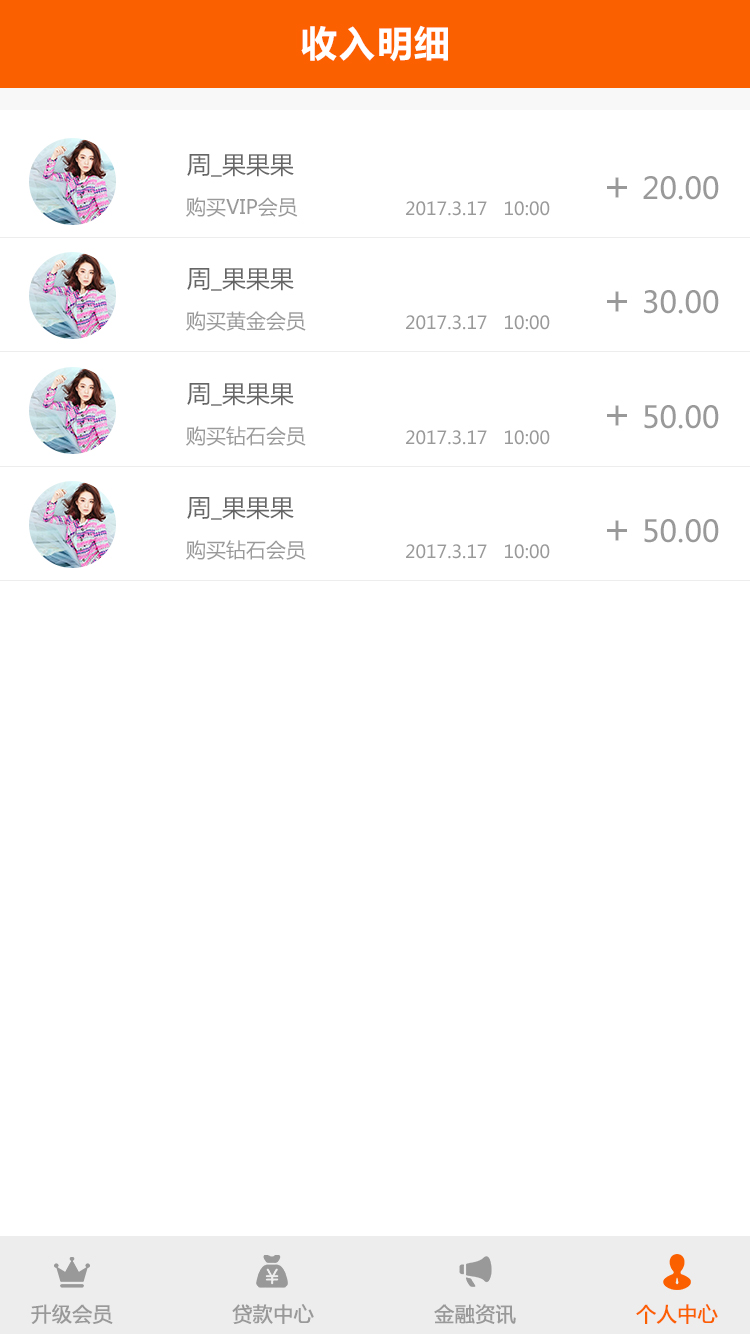 收入明细
周_果果果
购买VIP会员 2017.3.17 10:00 + 20.00
周_果果果
购买黄金会员 2017.3.17 10:00 + 30.00
周_果果果
购买钻石会员 2017.3.17 10:00 + 50.00
周_果果果
购买钻石会员 2017.3.17 10:00 + 50.00
¥
升级会员 贷款中心 金融资讯 个人中心